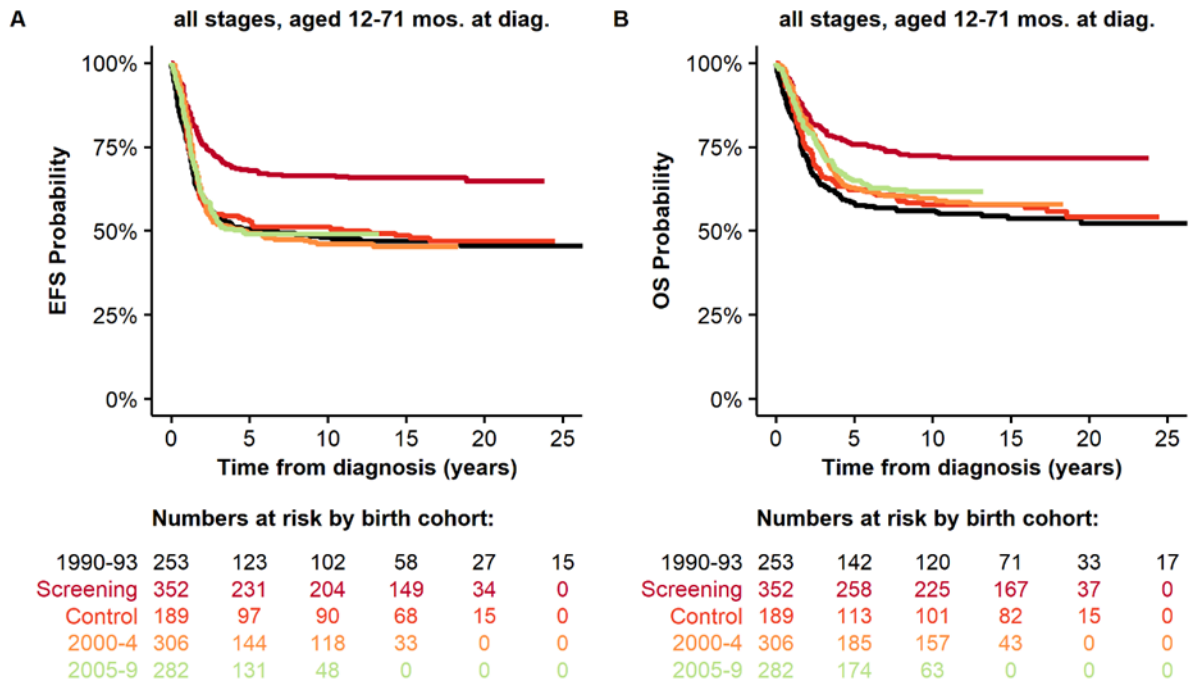 A all stages, aged 12-71 mos. at diag.
100%
75%
50%
25%
0%
EFS Probability
0 5 10 15 20 25
Time from diagnosis (years)
Numbers at risk by birth cohort:
1990-93 253 123 102 58 27 15
Screening 352 231 204 149 34 0
Control 189 97 90 68 15 0
2000-4 306 144 118 33 0 0
2005-9 282 131 48 0 0 0
B all stages, aged 12-71 mos. at diag.
100%
75%
50%
25%
0%
OS Probability
0 5 10 15 20 25
Time from diagnosis (years)
Numbers at risk by birth cohort:
1990-93 253 142 120 71 33 17
Screening 352 258 225 167 37 0
Control 189 113 101 82 15 0
2000-4 306 185 157 43 0 0
2005-9 282 174 63 0 0 0